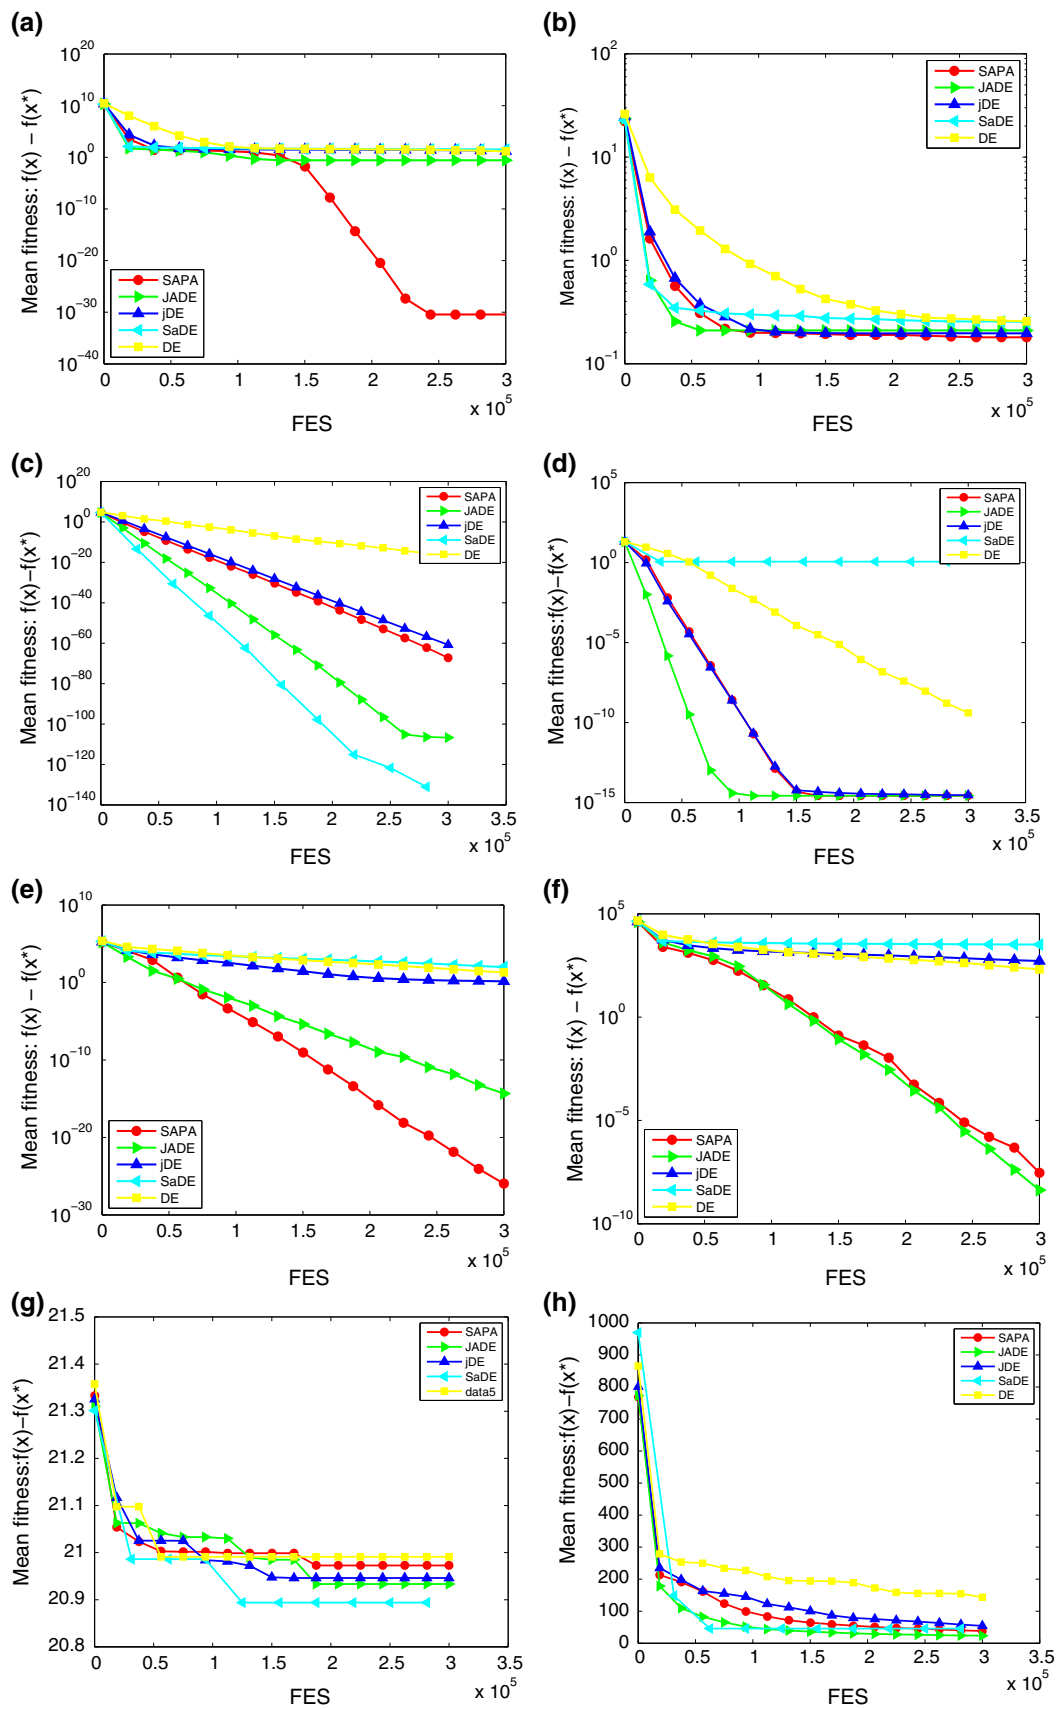 (a)
Mean fitness: f(x) − f(x*)
10^20
10^10
10^0
10^−10
10^−20
10^−30
10^−40
SAPA
JADE
jDE
SaDE
DE
0 0.5 1 1.5 2 2.5 3
x 10^5
FES
(b)
Mean fitness: f(x) − f(x*)
10^2
10^1
10^0
10^−1
SAPA
JADE
jDE
SaDE
DE
0 0.5 1 1.5 2 2.5 3
x 10^5
FES
(c)
Mean fitness: f(x)−f(x*)
10^20
10^0
10^−20
10^−40
10^−60
10^−80
10^−100
10^−120
10^−140
SAPA
JADE
jDE
SaDE
DE
0 0.5 1 1.5 2 2.5 3 3.5
x 10^5
FES
(d)
Mean fitness:f(x)−f(x*)
10^5
10^0
10^−5
10^−10
10^−15
SAPA
JADE
jDE
SaDE
DE
0 0.5 1 1.5 2 2.5 3 3.5
x 10^5
FES
(e)
Mean fitness: f(x) − f(x*)
10^10
10^0
10^−10
10^−20
10^−30
SAPA
JADE
jDE
SaDE
DE
0 0.5 1 1.5 2 2.5 3
x 10^5
FES
(f)
Mean fitness: f(x) − f(x*)
10^5
10^0
10^−5
10^−10
SAPA
JADE
jDE
SaDE
DE
0 0.5 1 1.5 2 2.5 3
x 10^5
FES
(g)
Mean fitness:f(x)−f(x*)
21.5
21.4
21.3
21.2
21.1
21
20.9
20.8
SAPA
JADE
jDE
SaDE
data5
0 0.5 1 1.5 2 2.5 3 3.5
x 10^5
FES
(h)
Mean fitness:f(x)−f(x*)
1000
900
800
700
600
500
400
300
200
100
0
SAPA
JADE
JDE
SaDE
DE
0 0.5 1 1.5 2 2.5 3 3.5
x 10^5
FES